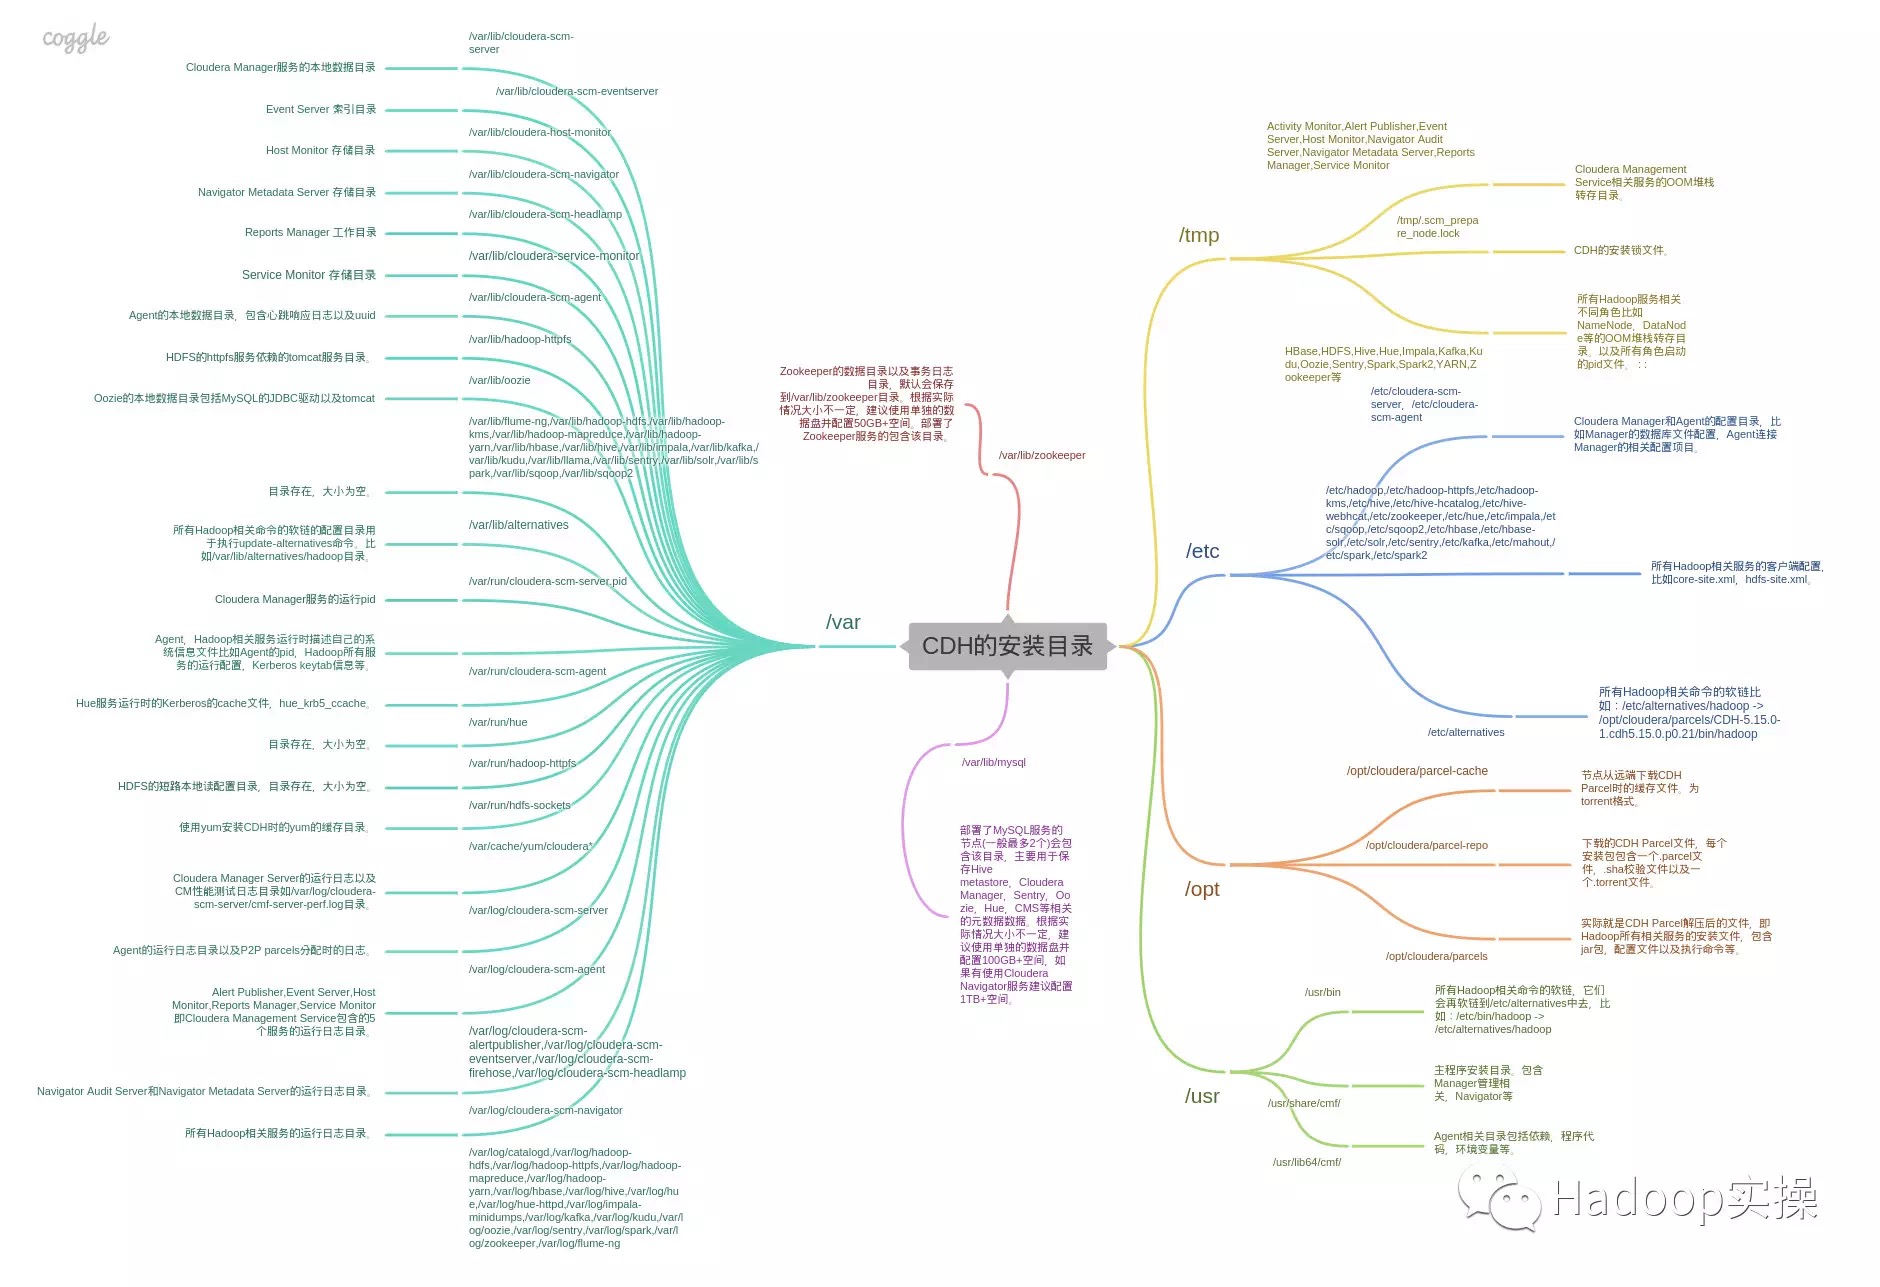 coggle
/var/lib/cloudera-scm-
server
Cloudera Manager服务的本地数据目录
/var/lib/cloudera-scm-eventserver
Event Server 索引目录
/var/lib/cloudera-host-monitor
Host Monitor 存储目录
/var/lib/cloudera-scm-navigator
Navigator Metadata Server 存储目录
/var/lib/cloudera-scm-headlamp
Reports Manager 工作目录
/var/lib/cloudera-service-monitor
Service Monitor 存储目录
/var/lib/cloudera-scm-agent
Agent的本地数据目录，包含心跳响应日志以及uuid
/var/lib/hadoop-httpfs
HDFS的httpfs服务依赖的tomcat服务目录。
/var/lib/oozie
Oozie的本地数据目录包括MySQL的JDBC驱动以及tomcat
/var/lib/flume-ng,/var/lib/hadoop-hdfs,/var/lib/hadoop-
kms,/var/lib/hadoop-mapreduce,/var/lib/hadoop-
yarn,/var/lib/hbase,/var/lib/hive,/var/lib/impala,/var/lib/kafka,/
var/lib/kudu,/var/lib/llama,/var/lib/sentry,/var/lib/solr,/var/lib/s
park,/var/lib/sqoop,/var/lib/sqoop2
目录存在，大小为空。
/var/lib/alternatives
所有Hadoop相关命令的软链的配置目录用
于执行update-alternatives命令。比
如/var/lib/alternatives/hadoop目录。
/var/run/cloudera-scm-server.pid
Cloudera Manager服务的运行pid
Agent，Hadoop相关服务运行时描述自己的系
统信息文件比如Agent的pid，Hadoop所有服
务的运行配置，Kerberos keytab信息等。
/var/run/cloudera-scm-agent
Hue服务运行时的Kerberos的cache文件，hue_krb5_ccache。
/var/run/hue
目录存在，大小为空。
/var/run/hadoop-httpfs
HDFS的短路本地读配置目录，目录存在，大小为空。
/var/run/hdfs-sockets
使用yum安装CDH时的yum的缓存目录。
/var/cache/yum/cloudera*
Cloudera Manager Server的运行日志以及
CM性能测试日志目录如/var/log/cloudera-
scm-server/cmf-server-perf.log目录。
/var/log/cloudera-scm-server
Agent的运行日志目录以及P2P parcels分配时的日志。
/var/log/cloudera-scm-agent
Alert Publisher,Event Server,Host
Monitor,Reports Manager,Service Monitor
即Cloudera Management Service包含的5
个服务的运行日志目录。
/var/log/cloudera-scm-
alertpublisher,/var/log/cloudera-scm-
eventserver,/var/log/cloudera-scm-
firehose,/var/log/cloudera-scm-headlamp
Navigator Audit Server和Navigator Metadata Server的运行日志目录。
/var/log/cloudera-scm-navigator
所有Hadoop相关服务的运行日志目录。
/var/log/catalogd,/var/log/hadoop-
hdfs,/var/log/hadoop-httpfs,/var/log/hadoop-
mapreduce,/var/log/hadoop-
yarn,/var/log/hbase,/var/log/hive,/var/log/hu
e,/var/log/hue-httpd,/var/log/impala-
minidumps,/var/log/kafka,/var/log/kudu,/var/l
og/oozie,/var/log/sentry,/var/log/spark,/var/l
og/zookeeper,/var/log/flume-ng
/var
CDH的安装目录
Zookeeper的数据目录以及事务日志
目录，默认会保存
到/var/lib/zookeeper目录，根据实际
情况大小不一定，建议使用单独的数
据盘并配置50GB+空间。部署了
Zookeeper服务的包含该目录。
/var/lib/zookeeper
/var/lib/mysql
部署了MySQL服务的
节点(一般最多2个)会包
含该目录，主要用于保
存Hive
metastore，Cloudera
Manager，Sentry，Oo
zie，Hue，CMS等相关
的元数据数据。根据实
际情况大小不一定，建
议使用单独的数据盘并
配置100GB+空间，如
果有使用Cloudera
Navigator服务建议配置
1TB+空间。
/tmp
Activity Monitor,Alert Publisher,Event
Server,Host Monitor,Navigator Audit
Server,Navigator Metadata Server,Reports
Manager,Service Monitor
Cloudera Management
Service相关服务的OOM堆栈
转存目录。
/tmp/.scm_prepa
re_node.lock
CDH的安装锁文件。
HBase,HDFS,Hive,Hue,Impala,Kafka,Ku
du,Oozie,Sentry,Spark,Spark2,YARN,Z
ookeeper等
所有Hadoop服务相关
不同角色比如
NameNode，DataNod
e等的OOM堆栈转存目
录。以及所有角色启动
的pid文件。 : :
/etc
/etc/cloudera-scm-
server，/etc/cloudera-
scm-agent
Cloudera Manager和Agent的配置目录，比
如Manager的数据库文件配置，Agent连接
Manager的相关配置项目。
/etc/hadoop,/etc/hadoop-httpfs,/etc/hadoop-
kms,/etc/hive,/etc/hive-hcatalog,/etc/hive-
webhcat,/etc/zookeeper,/etc/hue,/etc/impala,/et
c/sqoop,/etc/sqoop2,/etc/hbase,/etc/hbase-
solr,/etc/solr,/etc/sentry,/etc/kafka,/etc/mahout,/
etc/spark,/etc/spark2
所有Hadoop相关服务的客户端配置，
比如core-site.xml，hdfs-site.xml。
/etc/alternatives
所有Hadoop相关命令的软链比
如：/etc/alternatives/hadoop ->
/opt/cloudera/parcels/CDH-5.15.0-
1.cdh5.15.0.p0.21/bin/hadoop
/opt
/opt/cloudera/parcel-cache
节点从远端下载CDH
Parcel时的缓存文件。为
torrent格式。
/opt/cloudera/parcel-repo
下载的CDH Parcel文件，每个
安装包包含一个.parcel文
件，.sha校验文件以及一
个.torrent文件。
/opt/cloudera/parcels
实际就是CDH Parcel解压后的文件，即
Hadoop所有相关服务的安装文件，包含
jar包，配置文件以及执行命令等。
/usr
/usr/bin
所有Hadoop相关命令的软链，它们
会再软链到/etc/alternatives中去，比
如：/etc/bin/hadoop ->
/etc/alternatives/hadoop
/usr/share/cmf/
主程序安装目录。包含
Manager管理相
关，Navigator等
/usr/lib64/cmf/
Agent相关目录包括依赖，程序代
码，环境变量等。
Hadoop实操